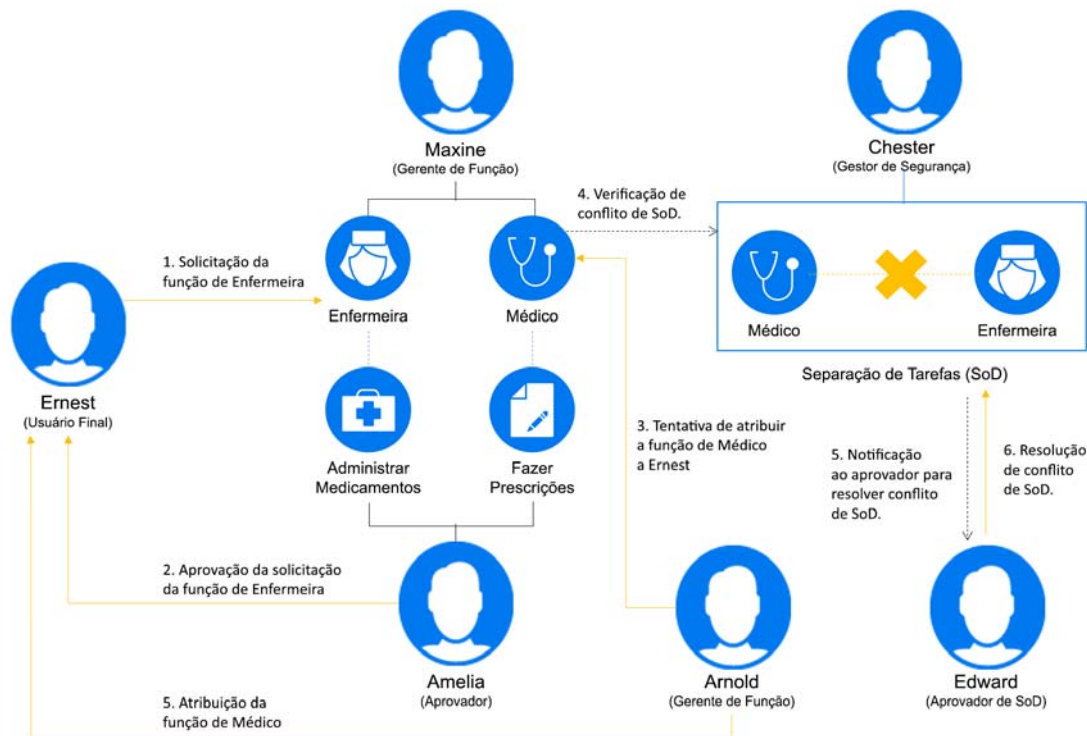 Maxine
(Gerente de Função)
Chester
(Gestor de Segurança)
4. Verificação de
conflito de SoD.
1. Solicitação da
função de Enfermeira
Enfermeira
Médico
Médico
Enfermeira
Separação de Tarefas (SoD)
Ernest
(Usuário Final)
3. Tentativa de atribuir
a função de Médico
a Ernest
5. Notificação
ao aprovador para
resolver conflito
de SoD.
6. Resolução
de conflito
de SoD.
Administrar
Medicamentos
Fazer
Prescrições
2. Aprovação da solicitação
da função de Enfermeira
Amelia
(Aprovador)
Arnold
(Gerente de Função)
Edward
(Aprovador de SoD)
5. Atribuição da
função de Médico